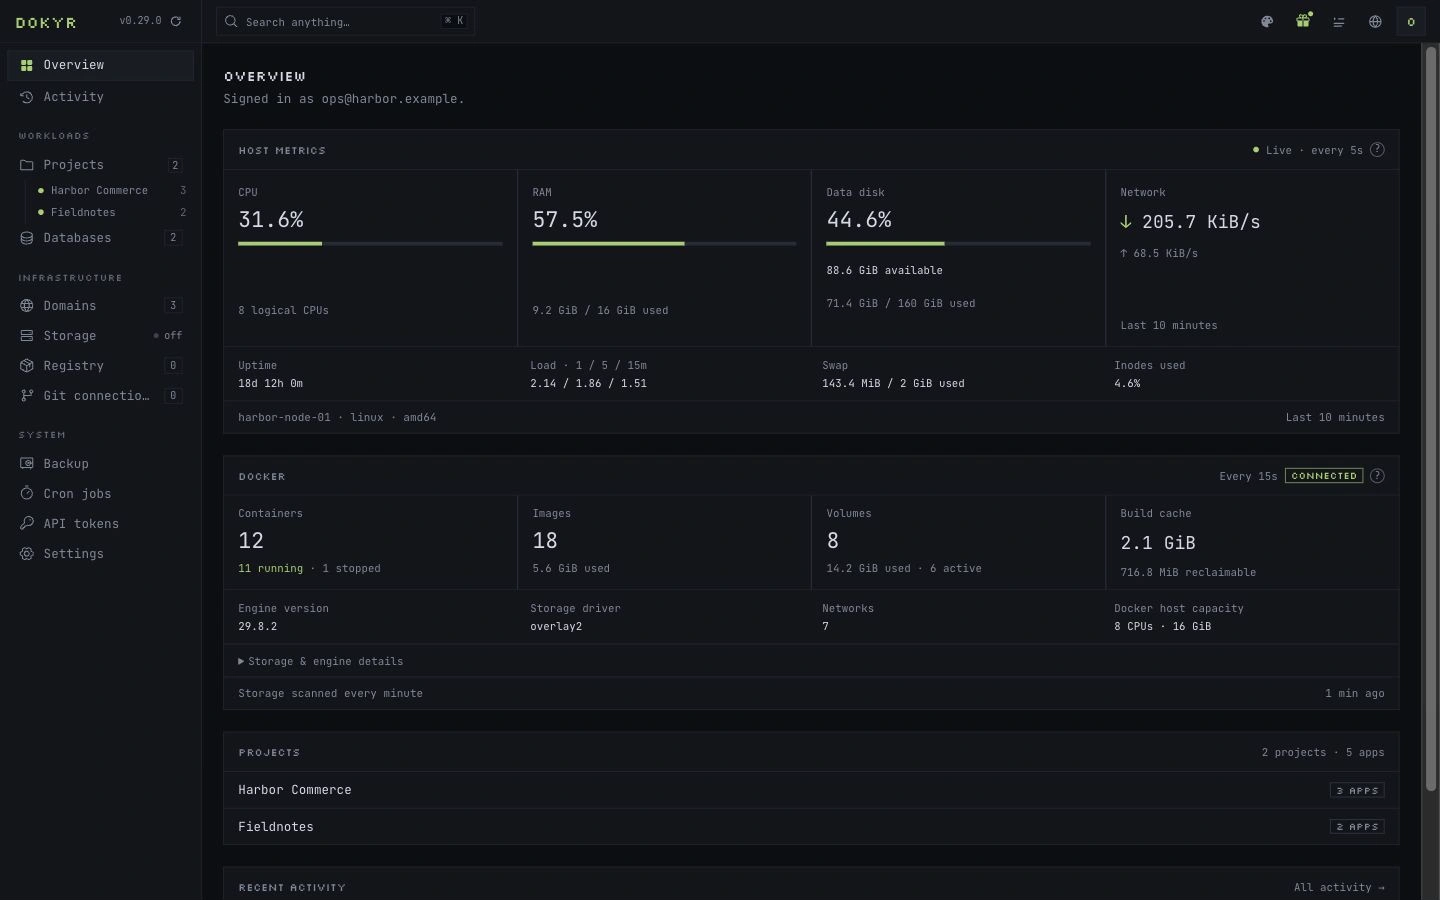 DOKYR v0.29.0
Search anything… ⌘ K
O
Overview
Activity
WORKLOADS
Projects 2
Harbor Commerce 3
Fieldnotes 2
Databases 2
INFRASTRUCTURE
Domains 3
Storage off
Registry 0
Git connectio… 0
SYSTEM
Backup
Cron jobs
API tokens
Settings
OVERVIEW
Signed in as ops@harbor.example.
HOST METRICS Live · every 5s ?
CPU RAM Data disk Network
31.6% 57.5% 44.6% ↓ 205.7 KiB/s
↑ 68.5 KiB/s
88.6 GiB available
8 logical CPUs 9.2 GiB / 16 GiB used 71.4 GiB / 160 GiB used
Last 10 minutes
Uptime Load · 1 / 5 / 15m Swap Inodes used
18d 12h 0m 2.14 / 1.86 / 1.51 143.4 MiB / 2 GiB used 4.6%
harbor-node-01 · linux · amd64 Last 10 minutes
DOCKER Every 15s CONNECTED ?
Containers Images Volumes Build cache
12 18 8 2.1 GiB
11 running · 1 stopped 5.6 GiB used 14.2 GiB used · 6 active 716.8 MiB reclaimable
Engine version Storage driver Networks Docker host capacity
29.8.2 overlay2 7 8 CPUs · 16 GiB
▶ Storage & engine details
Storage scanned every minute 1 min ago
PROJECTS 2 projects · 5 apps
Harbor Commerce 3 APPS
Fieldnotes 2 APPS
RECENT ACTIVITY All activity →